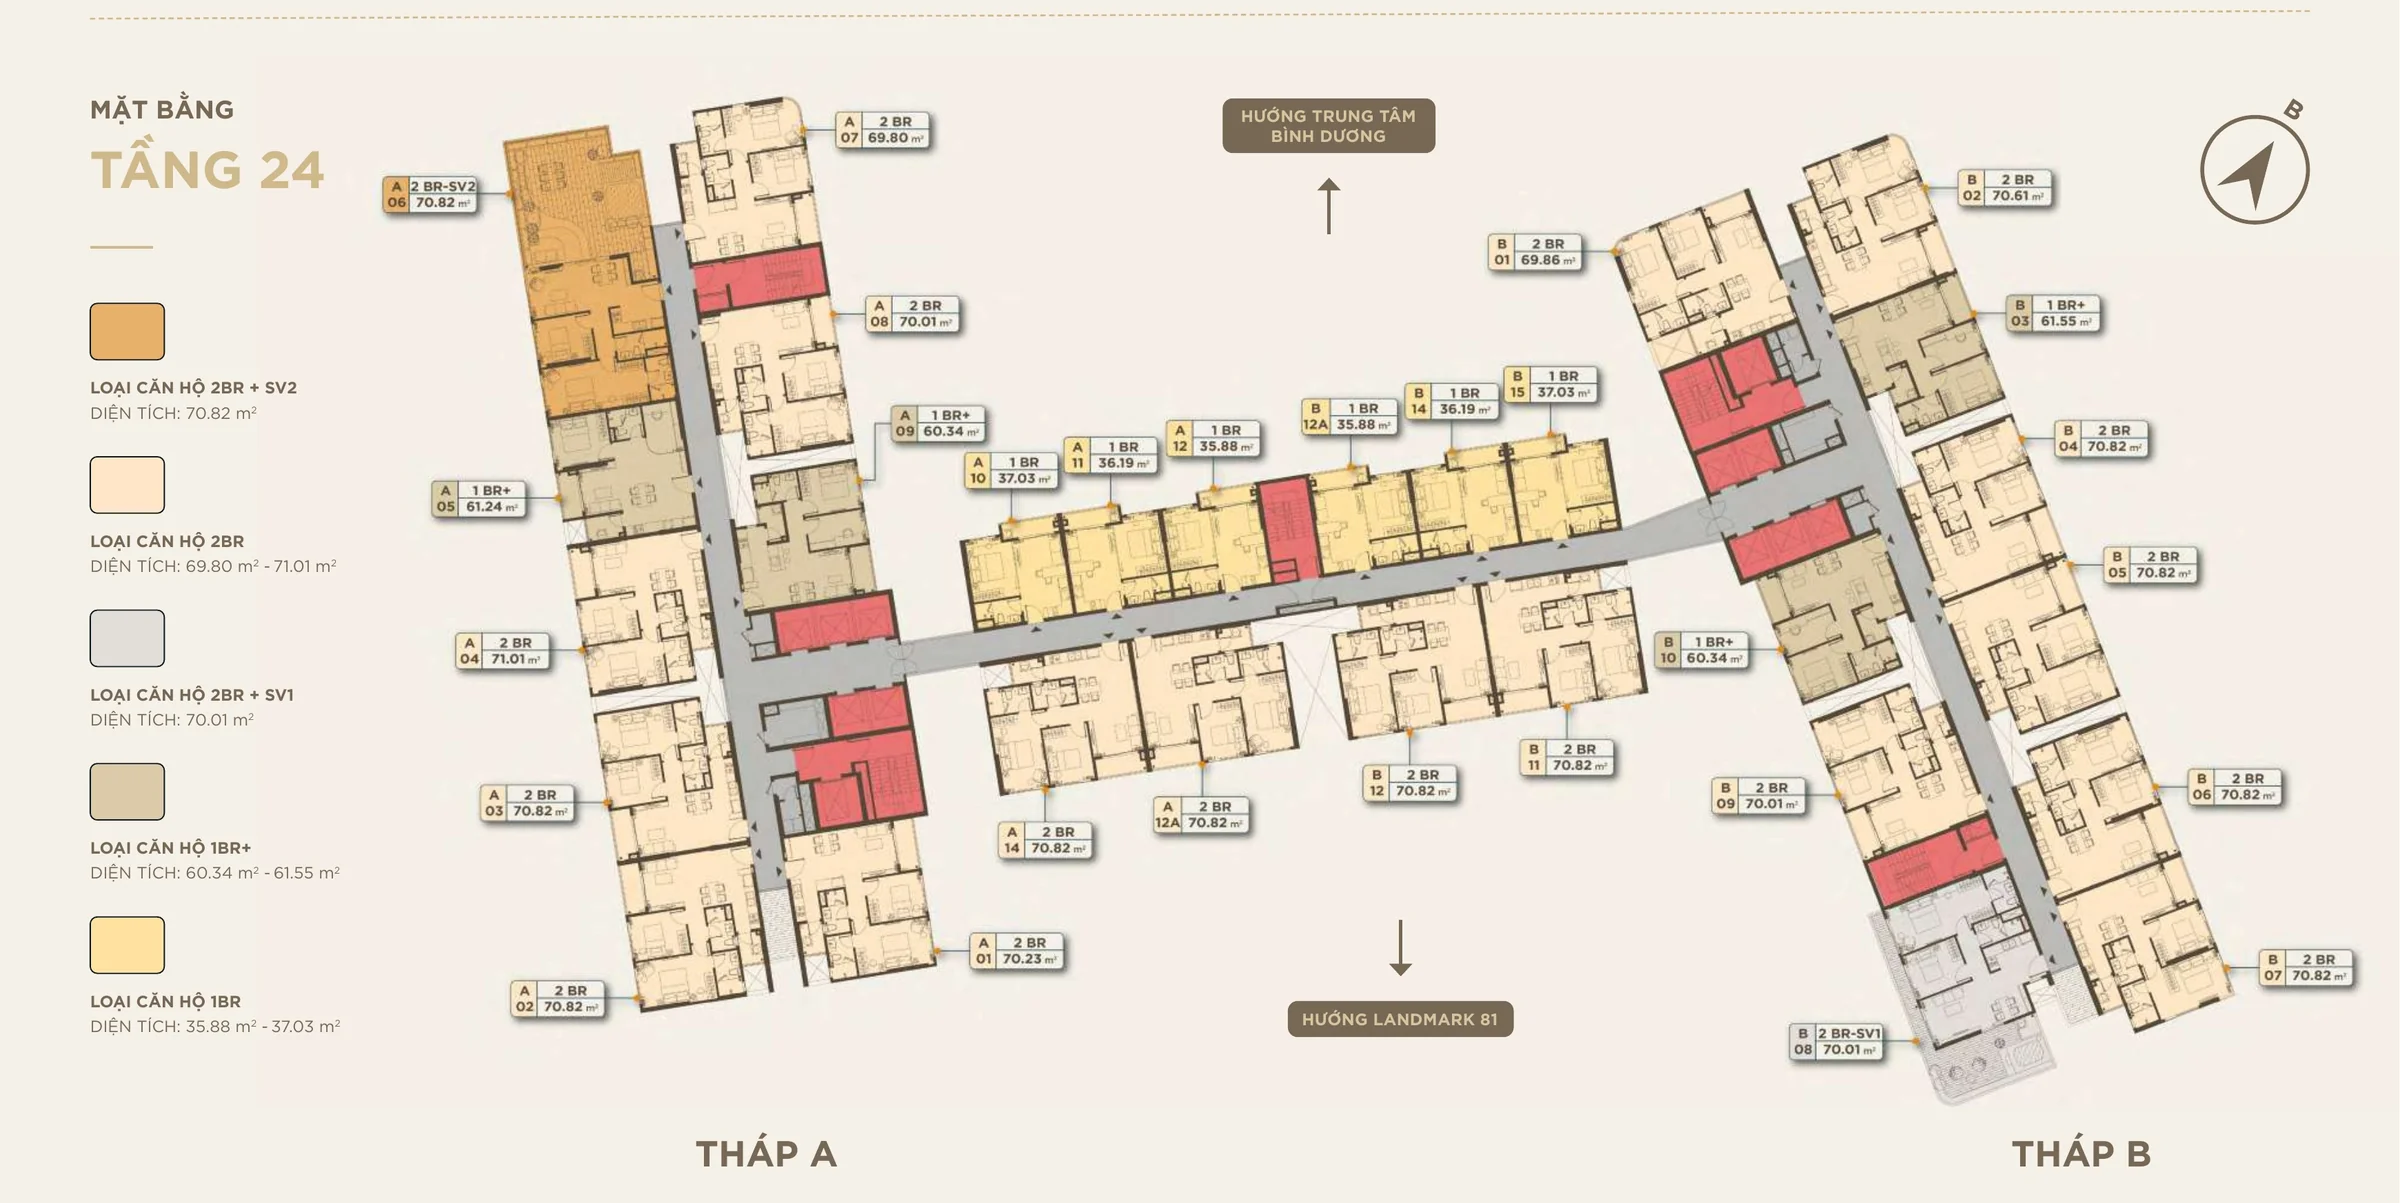 MẶT BẰNG
TẦNG 24
LOẠI CĂN HỘ 2BR + SV2
DIỆN TÍCH: 70.82 m²
LOẠI CĂN HỘ 2BR
DIỆN TÍCH: 69.80 m² - 71.01 m²
LOẠI CĂN HỘ 2BR + SV1
DIỆN TÍCH: 70.01 m²
LOẠI CĂN HỘ 1BR+
DIỆN TÍCH: 60.34 m² - 61.55 m²
LOẠI CĂN HỘ 1BR
DIỆN TÍCH: 35.88 m² - 37.03 m²
HƯỚNG TRUNG TÂM
BÌNH DƯƠNG
B
A 2 BR
07 69.80 m²
A 2 BR-SV2
06 70.82 m²
A 2 BR
08 70.01 m²
A 1 BR+
09 60.34 m²
A 1 BR+
05 61.24 m²
A 2 BR
04 71.01 m²
A 2 BR
03 70.82 m²
A 2 BR
02 70.82 m²
A 2 BR
01 70.23 m²
A 1 BR
10 37.03 m²
A 1 BR
11 36.19 m²
A 1 BR
12 35.88 m²
B 1 BR
12A 35.88 m²
B 1 BR
14 36.19 m²
B 1 BR
15 37.03 m²
A 2 BR
14 70.82 m²
A 2 BR
12A 70.82 m²
B 2 BR
12 70.82 m²
B 2 BR
11 70.82 m²
B 2 BR
01 69.86 m²
B 2 BR
02 70.61 m²
B 1 BR+
03 61.55 m²
B 2 BR
04 70.82 m²
B 2 BR
05 70.82 m²
B 1 BR+
10 60.34 m²
B 2 BR
09 70.01 m²
B 2 BR
06 70.82 m²
B 2 BR
07 70.82 m²
B 2 BR-SV1
08 70.01 m²
HƯỚNG LANDMARK 81
THÁP A
THÁP B